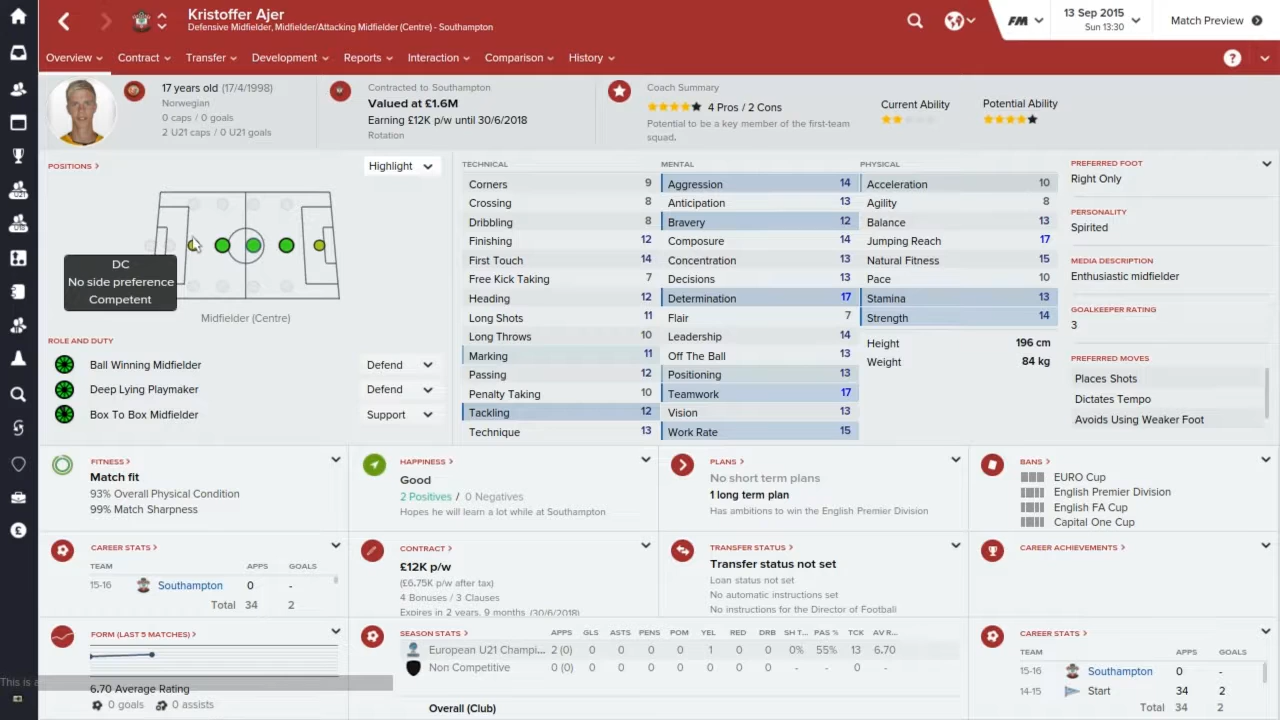 Kristoffer Ajer
Defensive Midfielder, Midfielder/Attacking Midfielder (Centre) - Southampton
FM
13 Sep 2015
Sun 13:30
Match Preview
Overview
Contract
Transfer
Development
Reports
Interaction
Comparison
History
?
17 years old (17/4/1998)
Norwegian
0 caps / 0 goals
2 U21 caps / 0 U21 goals
Contracted to Southampton
Valued at £1.6M
Earning £12K p/w until 30/6/2018
Rotation
Coach Summary
4 Pros / 2 Cons
Potential to be a key member of the first-team
squad.
Current Ability
Potential Ability
POSITIONS >
Highlight
DC
No side preference
Competent
Midfielder (Centre)
ROLE AND DUTY
Ball Winning Midfielder Defend
Deep Lying Playmaker Defend
Box To Box Midfielder Support
TECHNICAL
Corners 9
Crossing 8
Dribbling 8
Finishing 12
First Touch 14
Free Kick Taking 7
Heading 12
Long Shots 11
Long Throws 10
Marking 11
Passing 12
Penalty Taking 10
Tackling 12
Technique 13
MENTAL
Aggression 14
Anticipation 13
Bravery 12
Composure 14
Concentration 13
Decisions 13
Determination 17
Flair 7
Leadership 14
Off The Ball 13
Positioning 13
Teamwork 17
Vision 13
Work Rate 15
PHYSICAL
Acceleration 10
Agility 8
Balance 13
Jumping Reach 17
Natural Fitness 15
Pace 10
Stamina 13
Strength 14
Height 196 cm
Weight 84 kg
PREFERRED FOOT
Right Only
PERSONALITY
Spirited
MEDIA DESCRIPTION
Enthusiastic midfielder
GOALKEEPER RATING
3
PREFERRED MOVES
Places Shots
Dictates Tempo
Avoids Using Weaker Foot
FITNESS >
Match fit
93% Overall Physical Condition
99% Match Sharpness
HAPPINESS >
Good
2 Positives / 0 Negatives
Hopes he will learn a lot while at Southampton
PLANS >
No short term plans
1 long term plan
Has ambitions to win the English Premier Division
BANS >
EURO Cup
English Premier Division
English FA Cup
Capital One Cup
CAREER STATS >
TEAM APPS GOALS
15-16 Southampton 0 -
Total 34 2
CONTRACT >
£12K p/w
(£6.75K p/w after tax)
4 Bonuses / 3 Clauses
Expires in 2 years, 9 months (30/6/2018)
TRANSFER STATUS >
Transfer status not set
Loan status not set
No automatic instructions set
No instructions for the Director of Football
CAREER ACHIEVEMENTS >
FORM (LAST 5 MATCHES) >
6.70 Average Rating
0 goals 0 assists
This is a
SEASON STATS > APPS GLS ASTS PENS POM YEL RED DRB SH T... PAS % TCK AV R...
European U21 Champi... 2 (0) 0 0 0 0 1 0 0 0% 55% 13 6.70
Non Competitive 0 (0) 0 0 0 0 0 0 0 - - 0 -
Overall (Club)
CAREER STATS >
TEAM APPS GOALS
15-16 Southampton 0 -
14-15 Start 34 2
Total 34 2